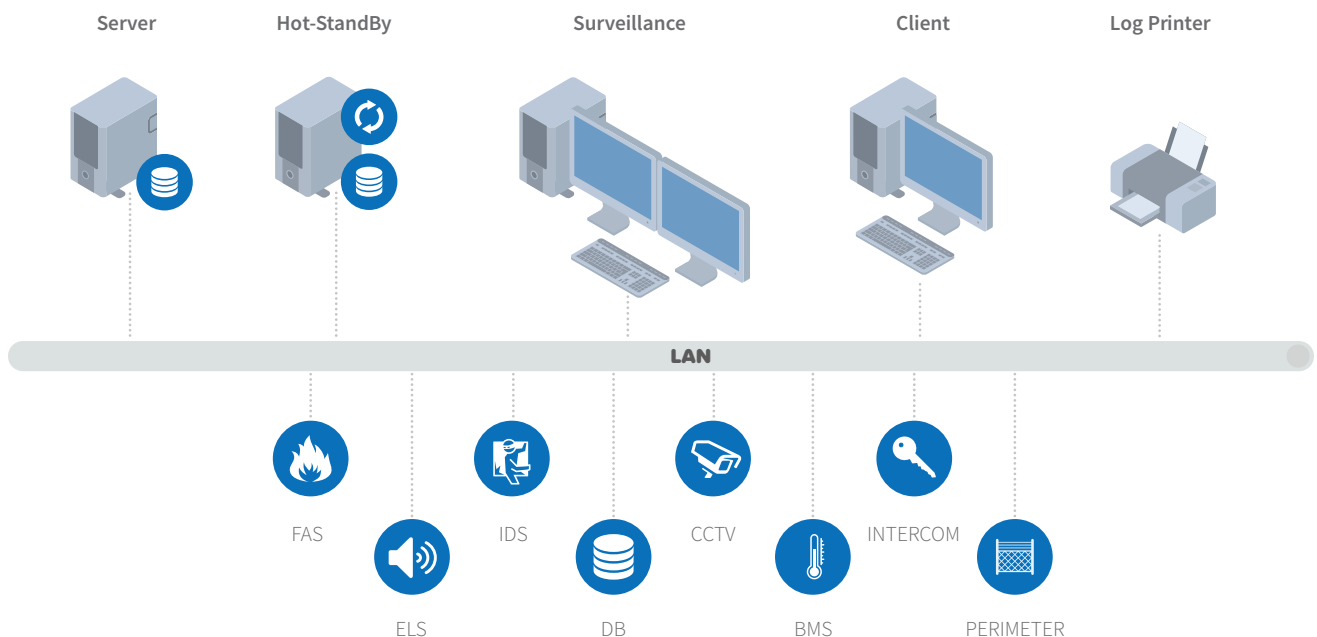 Server
Hot-StandBy
Surveillance
Client
Log Printer
LAN
FAS
IDS
CCTV
INTERCOM
ELS
DB
BMS
PERIMETER